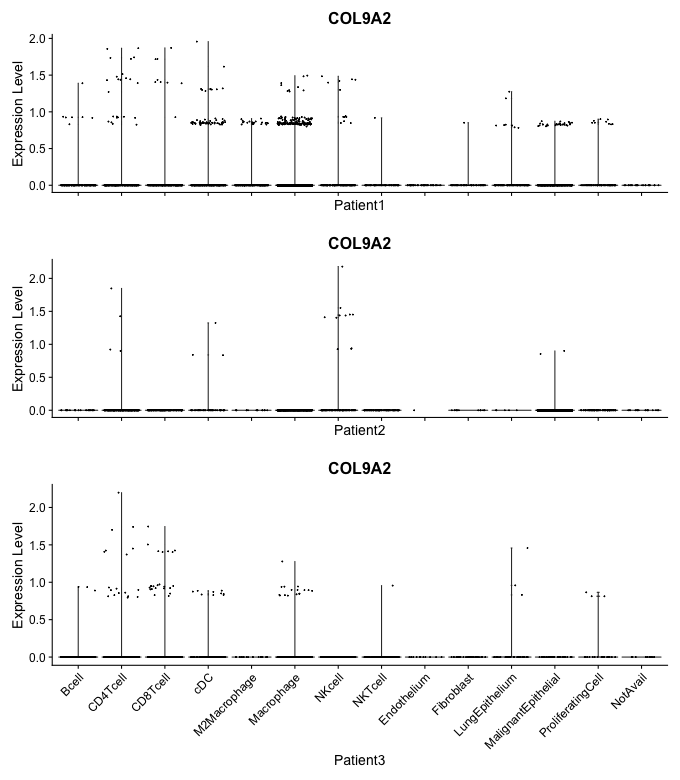 COL9A2
Expression Level
2.0
1.5
1.0
0.5
0.0
Patient1
COL9A2
Expression Level
2.0
1.5
1.0
0.5
0.0
Patient2
COL9A2
Expression Level
2.0
1.5
1.0
0.5
0.0
Bcell
CD4Tcell
CD8Tcell
cDC
M2Macrophage
Macrophage
NKcell
NKTcell
Endothelium
Fibroblast
LungEpithelium
MalignantEpithelial
ProliferatingCell
NotAvail
Patient3